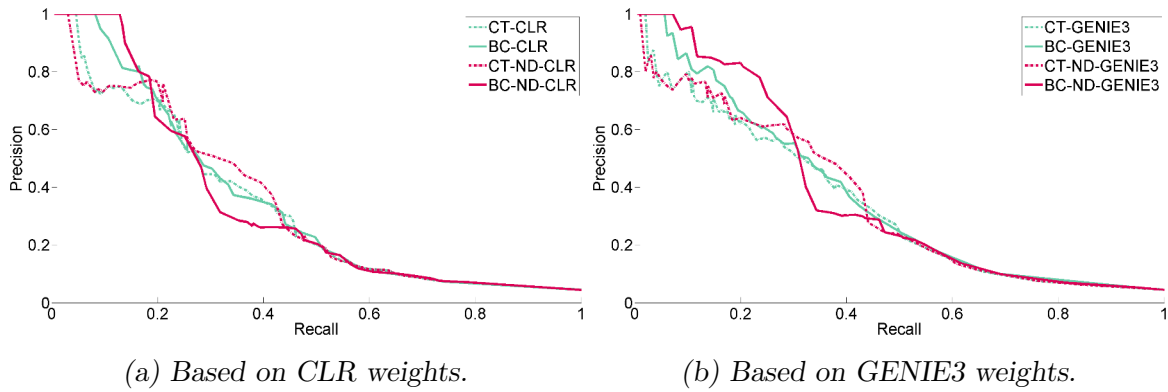 1
0.8
0.6
0.4
0.2
0
Precision
0
0.2
0.4
0.6
0.8
1
Recall
CT-CLR
BC-CLR
CT-ND-CLR
BC-ND-CLR
(a) Based on CLR weights.
1
0.8
0.6
0.4
0.2
0
Precision
0
0.2
0.4
0.6
0.8
1
Recall
CT-GENIE3
BC-GENIE3
CT-ND-GENIE3
BC-ND-GENIE3
(b) Based on GENIE3 weights.